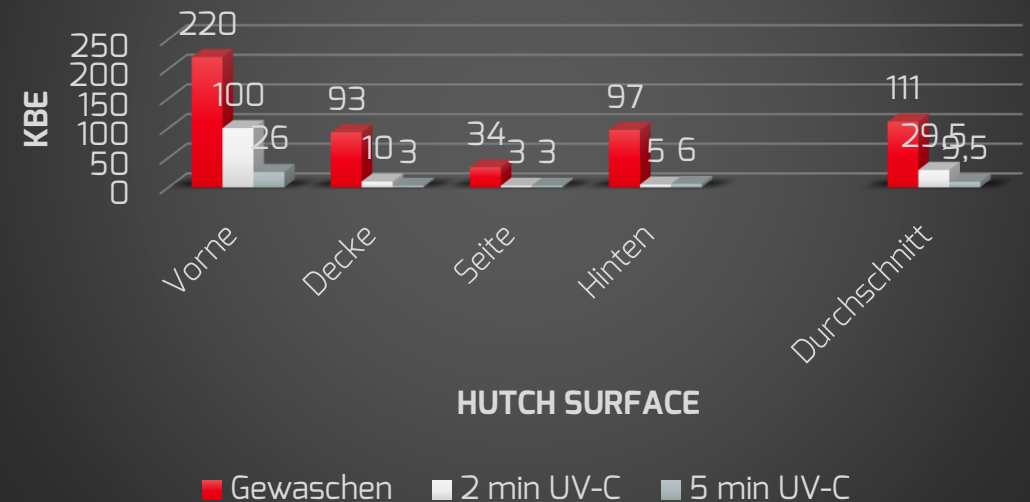 KBE
250
200
150
100
50
0
220 100 26
93 10 3
34 3 3
97 5 6
111 29,5 9,5
Vorne
Decke
Seite
Hinten
Durchschnitt
HUTCH SURFACE
Gewaschen 2 min UV-C 5 min UV-C